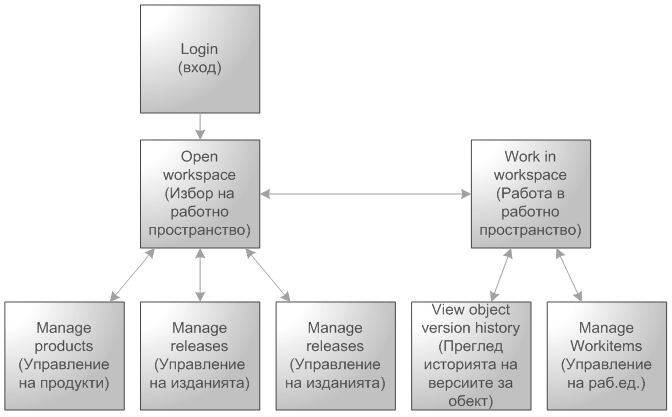 Login
(вход)
Open
workspace
(Избор на
работно
пространство)
Work in
workspace
(Работа в
работно
пространство)
Manage
products
(Управление
на продукти)
Manage
releases
(Управление
на изданията)
Manage
releases
(Управление
на изданията)
View object
version history
(Преглед
историята на
версиите за
обект)
Manage
Workitems
(Управление
на раб.ед.)